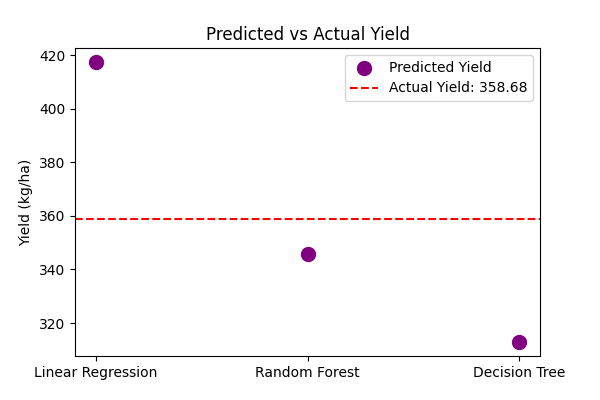 Predicted vs Actual Yield
Predicted Yield
Actual Yield: 358.68
Yield (kg/ha)
420
400
380
360
340
320
Linear Regression
Random Forest
Decision Tree